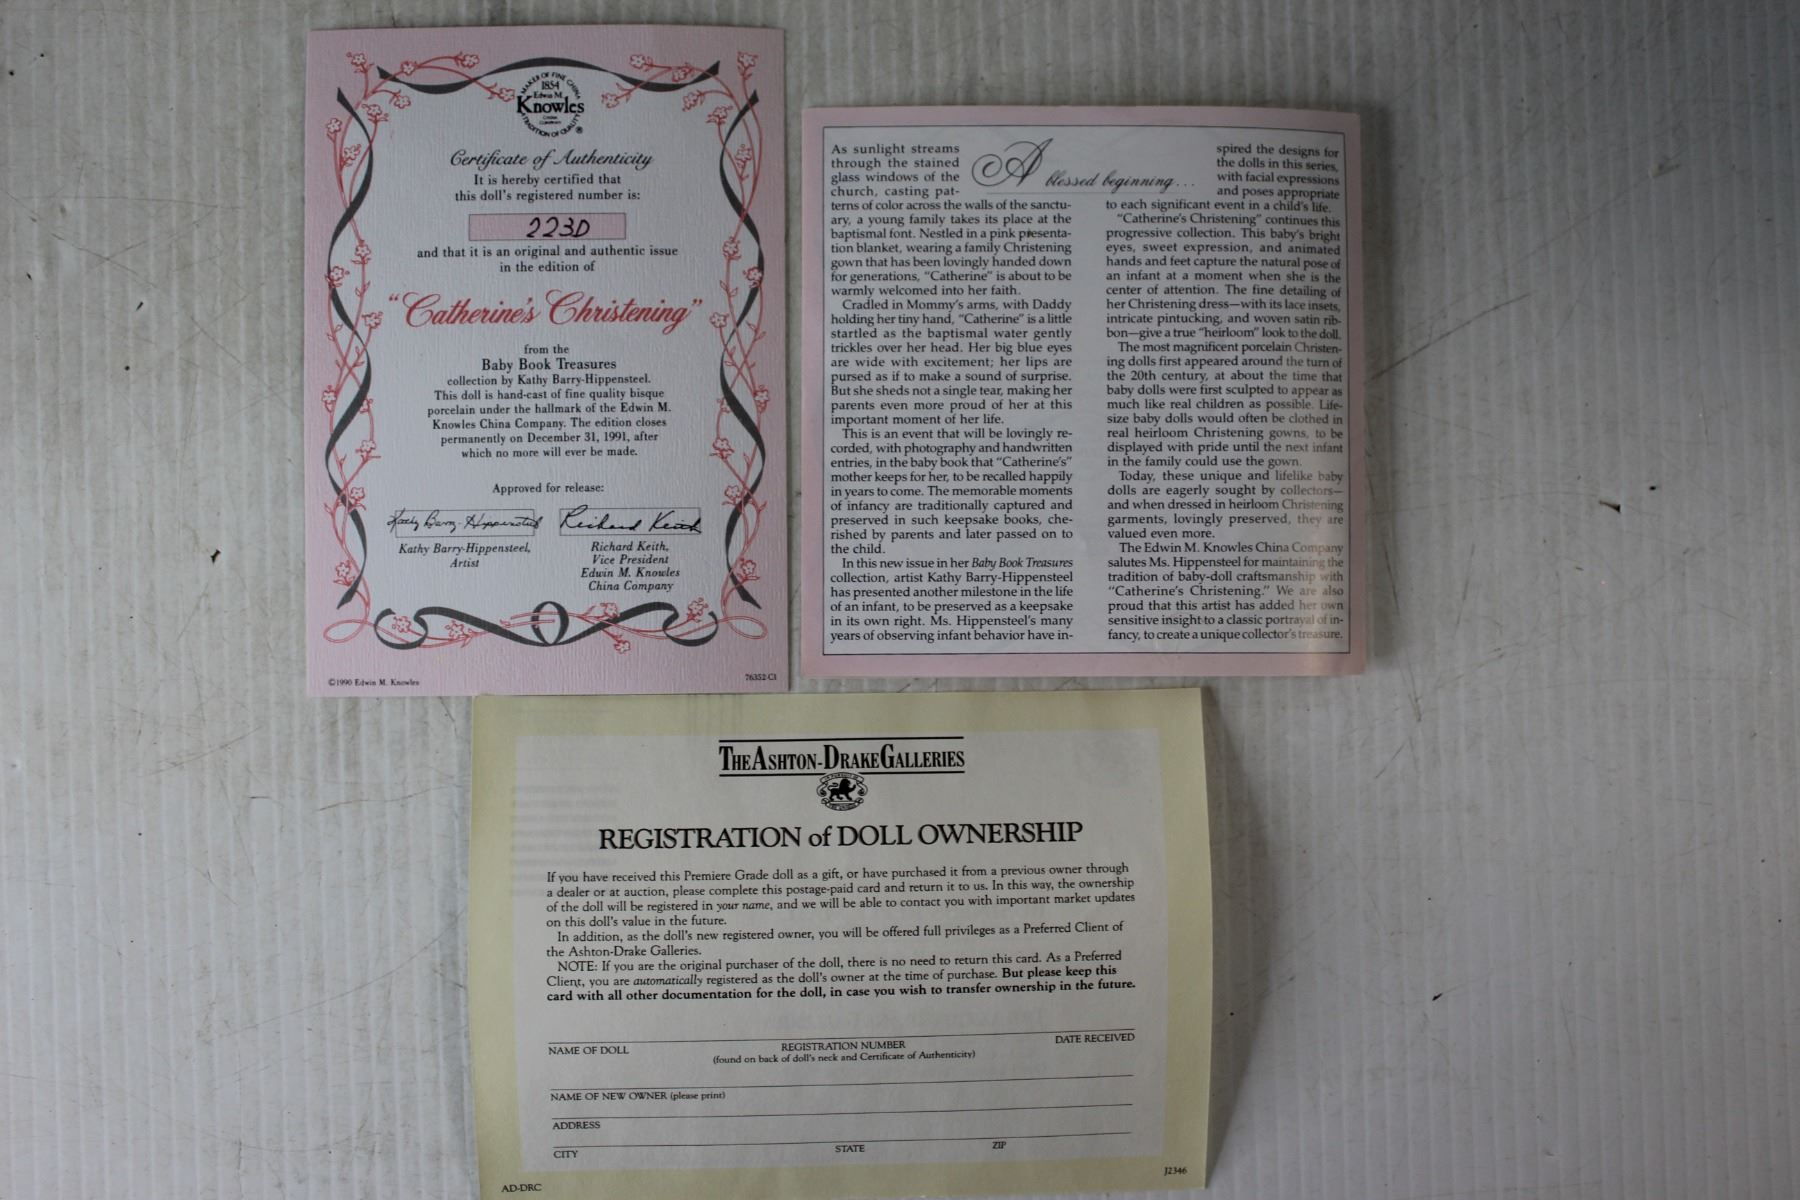 MAKER OF FINE CHINA
1854
Edwin M.
Knowles
CHINA
COMPANY
TRADITION OF QUALITY
®
Certificate of Authenticity
It is hereby certified that
this doll's registered number is:
223D
and that it is an original and authentic issue
in the edition of
"Catherine's Christening"
from the
Baby Book Treasures
collection by Kathy Barry-Hippensteel.
This doll is hand-cast of fine quality bisque
porcelain under the hallmark of the Edwin M.
Knowles China Company. The edition closes
permanently on December 31, 1991, after
which no more will ever be made.
Approved for release:
Kathy Barry-Hippensteel
Richard Keith
Kathy Barry-Hippensteel,
Artist
Richard Keith,
Vice President
Edwin M. Knowles
China Company
©1990 Edwin M. Knowles
76352-C1
A blessed beginning...
As sunlight streams
through the stained
glass windows of the
church, casting pat-
terns of color across the walls of the sanctu-
ary, a young family takes its place at the
baptismal font. Nestled in a pink presenta-
tion blanket, wearing a family Christening
gown that has been lovingly handed down
for generations, "Catherine" is about to be
warmly welcomed into her faith.
Cradled in Mommy's arms, with Daddy
holding her tiny hand, "Catherine" is a little
startled as the baptismal water gently
trickles over her head. Her big blue eyes
are wide with excitement; her lips are
pursed as if to make a sound of surprise.
But she sheds not a single tear, making her
parents even more proud of her at this
important moment of her life.
This is an event that will be lovingly re-
corded, with photography and handwritten
entries, in the baby book that "Catherine's"
mother keeps for her, to be recalled happily
in years to come. The memorable moments
of infancy are traditionally captured and
preserved in such keepsake books, che-
rished by parents and later passed on to
the child.
In this new issue in her Baby Book Treasures
collection, artist Kathy Barry-Hippensteel
has presented another milestone in the life
of an infant, to be preserved as a keepsake
in its own right. Ms. Hippensteel's many
years of observing infant behavior have in-
spired the designs for
the dolls in this series,
with facial expressions
and poses appropriate
to each significant event in a child's life.
"Catherine's Christening" continues this
progressive collection. This baby's bright
eyes, sweet expression, and animated
hands and feet capture the natural pose of
an infant at a moment when she is the
center of attention. The fine detailing of
her Christening dress—with its lace insets,
intricate pintucking, and woven satin rib-
bon—give a true "heirloom" look to the doll.
The most magnificent porcelain Christen-
ing dolls first appeared around the turn of
the 20th century, at about the time that
baby dolls were first sculpted to appear as
much like real children as possible. Life-
size baby dolls would often be clothed in
real heirloom Christening gowns, to be
displayed with pride until the next infant
in the family could use the gown.
Today, these unique and lifelike baby
dolls are eagerly sought by collectors—
and when dressed in heirloom Christening
garments, lovingly preserved, they are
valued even more.
The Edwin M. Knowles China Company
salutes Ms. Hippensteel for maintaining the
tradition of baby-doll craftsmanship with
"Catherine's Christening." We are also
proud that this artist has added her own
sensitive insight to a classic portrayal of in-
fancy, to create a unique collector's treasure.
THE ASHTON-DRAKE GALLERIES
REGISTRATION of DOLL OWNERSHIP
If you have received this Premiere Grade doll as a gift, or have purchased it from a previous owner through
a dealer or at auction, please complete this postage-paid card and return it to us. In this way, the ownership
of the doll will be registered in your name, and we will be able to contact you with important market updates
on this doll's value in the future.
In addition, as the doll's new registered owner, you will be offered full privileges as a Preferred Client of
the Ashton-Drake Galleries.
NOTE: If you are the original purchaser of the doll, there is no need to return this card. As a Preferred
Client, you are automatically registered as the doll's owner at the time of purchase. But please keep this
card with all other documentation for the doll, in case you wish to transfer ownership in the future.
NAME OF DOLL REGISTRATION NUMBER DATE RECEIVED
(found on back of doll's neck and Certificate of Authenticity)
NAME OF NEW OWNER (please print)
ADDRESS
CITY STATE ZIP
AD-DRC
J2346